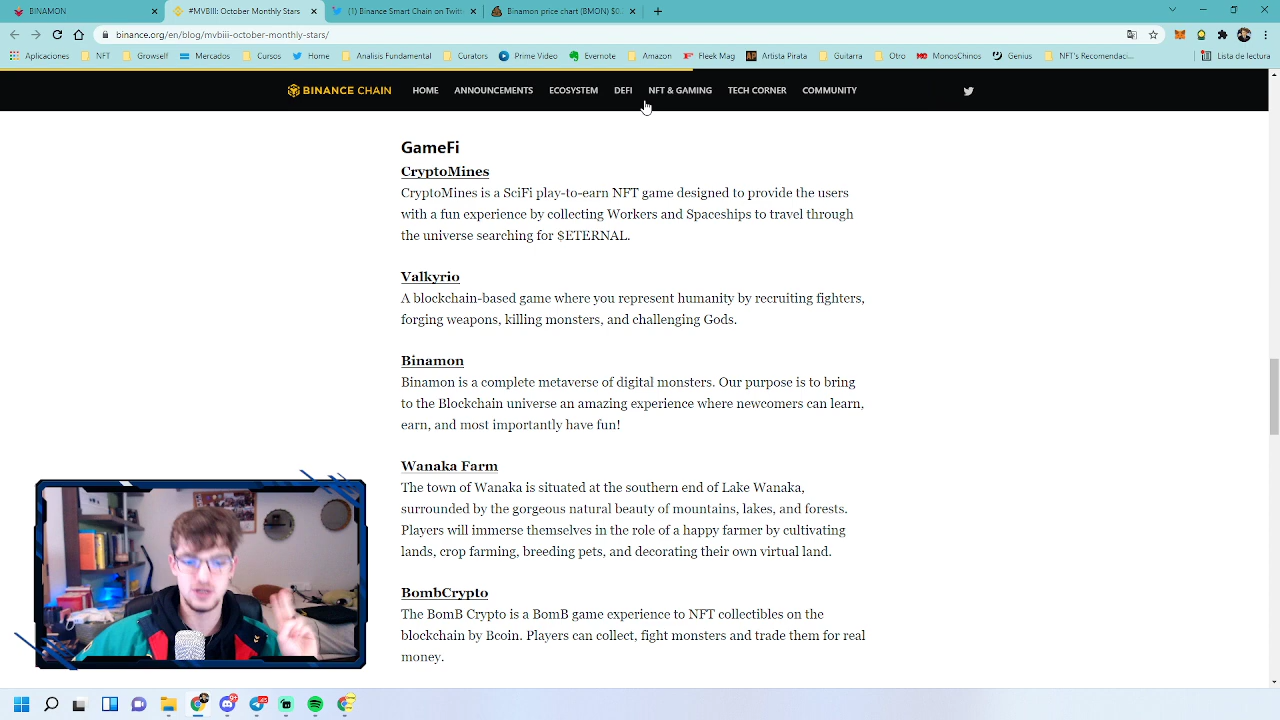 BINAMON
#MVBIII: October Monthly Stars
(1) Binance Smart Chain on Twitt
Binamon price chart (BMON) $0.
binance.org/en/blog/mvbiii-october-monthly-stars/
Aplicaciones
NFT
Growself
Mercados
Cursos
Home
Analisis Fundamental
Curators
Prime Video
Evernote
Amazon
Fleek Mag
Artista Pirata
Guitarra
Otro
MonosChinos
Genius
NFT's Recomendaci...
Lista de lectura
BINANCE CHAIN
HOME
ANNOUNCEMENTS
ECOSYSTEM
DEFI
NFT & GAMING
TECH CORNER
COMMUNITY
GameFi
CryptoMines
CryptoMines is a SciFi play-to-earn NFT game designed to provide the users
with a fun experience by collecting Workers and Spaceships to travel through
the universe searching for $ETERNAL.
Valkyrio
A blockchain-based game where you represent humanity by recruiting fighters,
forging weapons, killing monsters, and challenging Gods.
Binamon
Binamon is a complete metaverse of digital monsters. Our purpose is to bring
to the Blockchain universe an amazing experience where newcomers can learn,
earn, and most importantly have fun!
Wanaka Farm
The town of Wanaka is situated at the southern end of Lake Wanaka,
surrounded by the gorgeous natural beauty of mountains, lakes, and forests.
Players will immerse themselves in the role of a happy farmer by cultivating
lands, crop farming, breeding pets, and decorating their own virtual land.
BombCrypto
The BomB Crypto is a BomB game experience to NFT collectibles on the
blockchain by Bcoin. Players can collect, fight monsters and trade them for real
money.